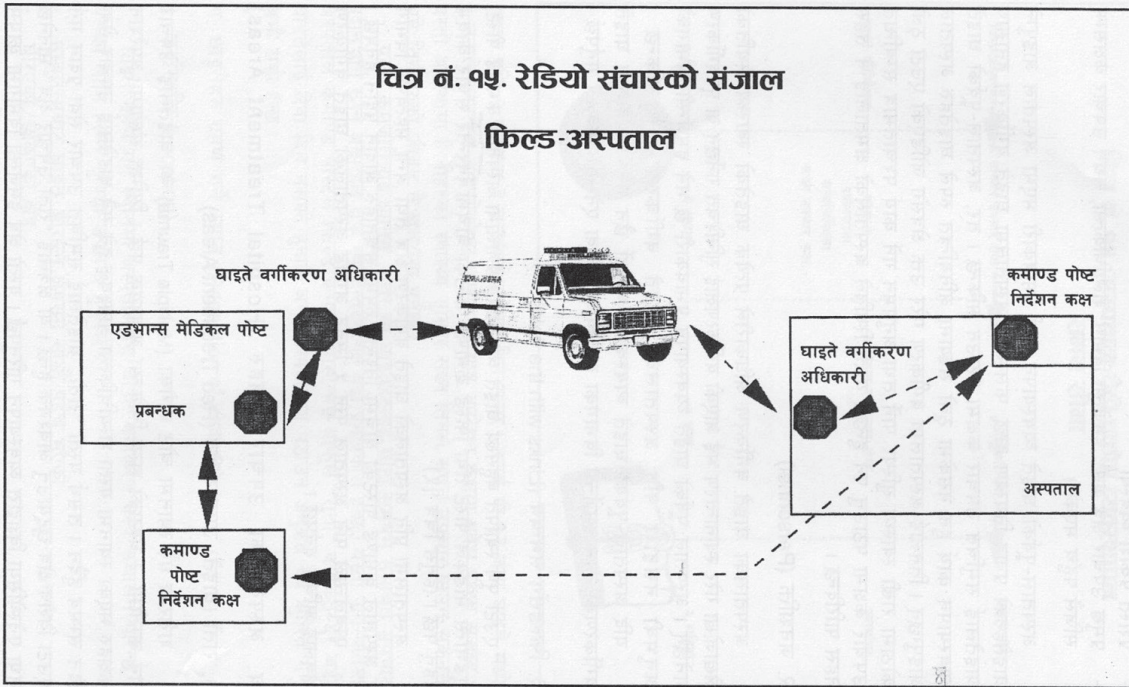 चित्र नं. १५. रेडियो संचारको संजाल
फिल्ड-अस्पताल
घाइते वर्गीकरण अधिकारी
एडभान्स मेडिकल पोष्ट
प्रबन्धक
कमाण्ड
पोष्ट
निर्देशन कक्ष
कमाण्ड पोष्ट
निर्देशन कक्ष
घाइते वर्गीकरण
अधिकारी
अस्पताल